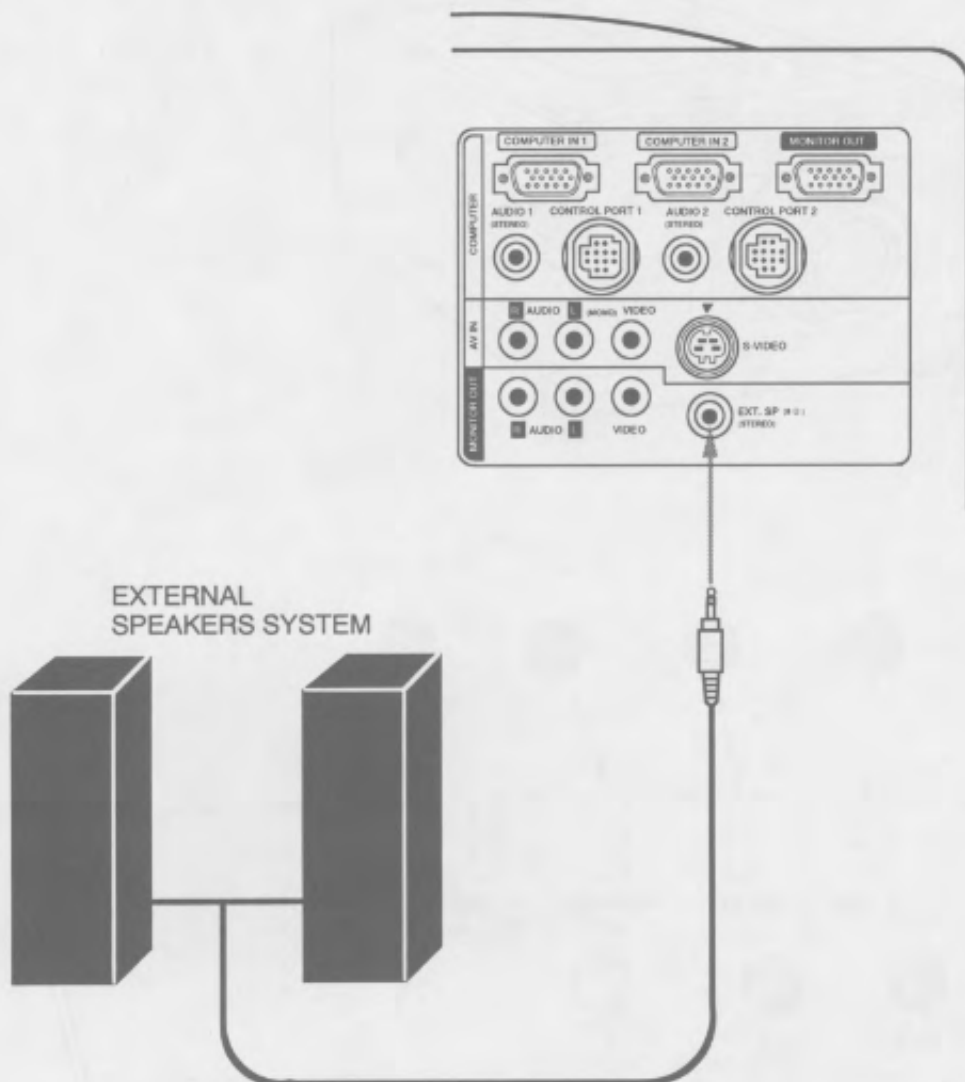 COMPUTER IN 1 COMPUTER IN 2 MONITOR OUT
COMPUTER
AUDIO 1 CONTROL PORT 1 AUDIO 2 CONTROL PORT 2
(STEREO) (STEREO)
AV IN
R AUDIO L (MONO) VIDEO
S-VIDEO
MONITOR OUT
EXT. SP
(STEREO)
R AUDIO L VIDEO
EXTERNAL
SPEAKERS SYSTEM